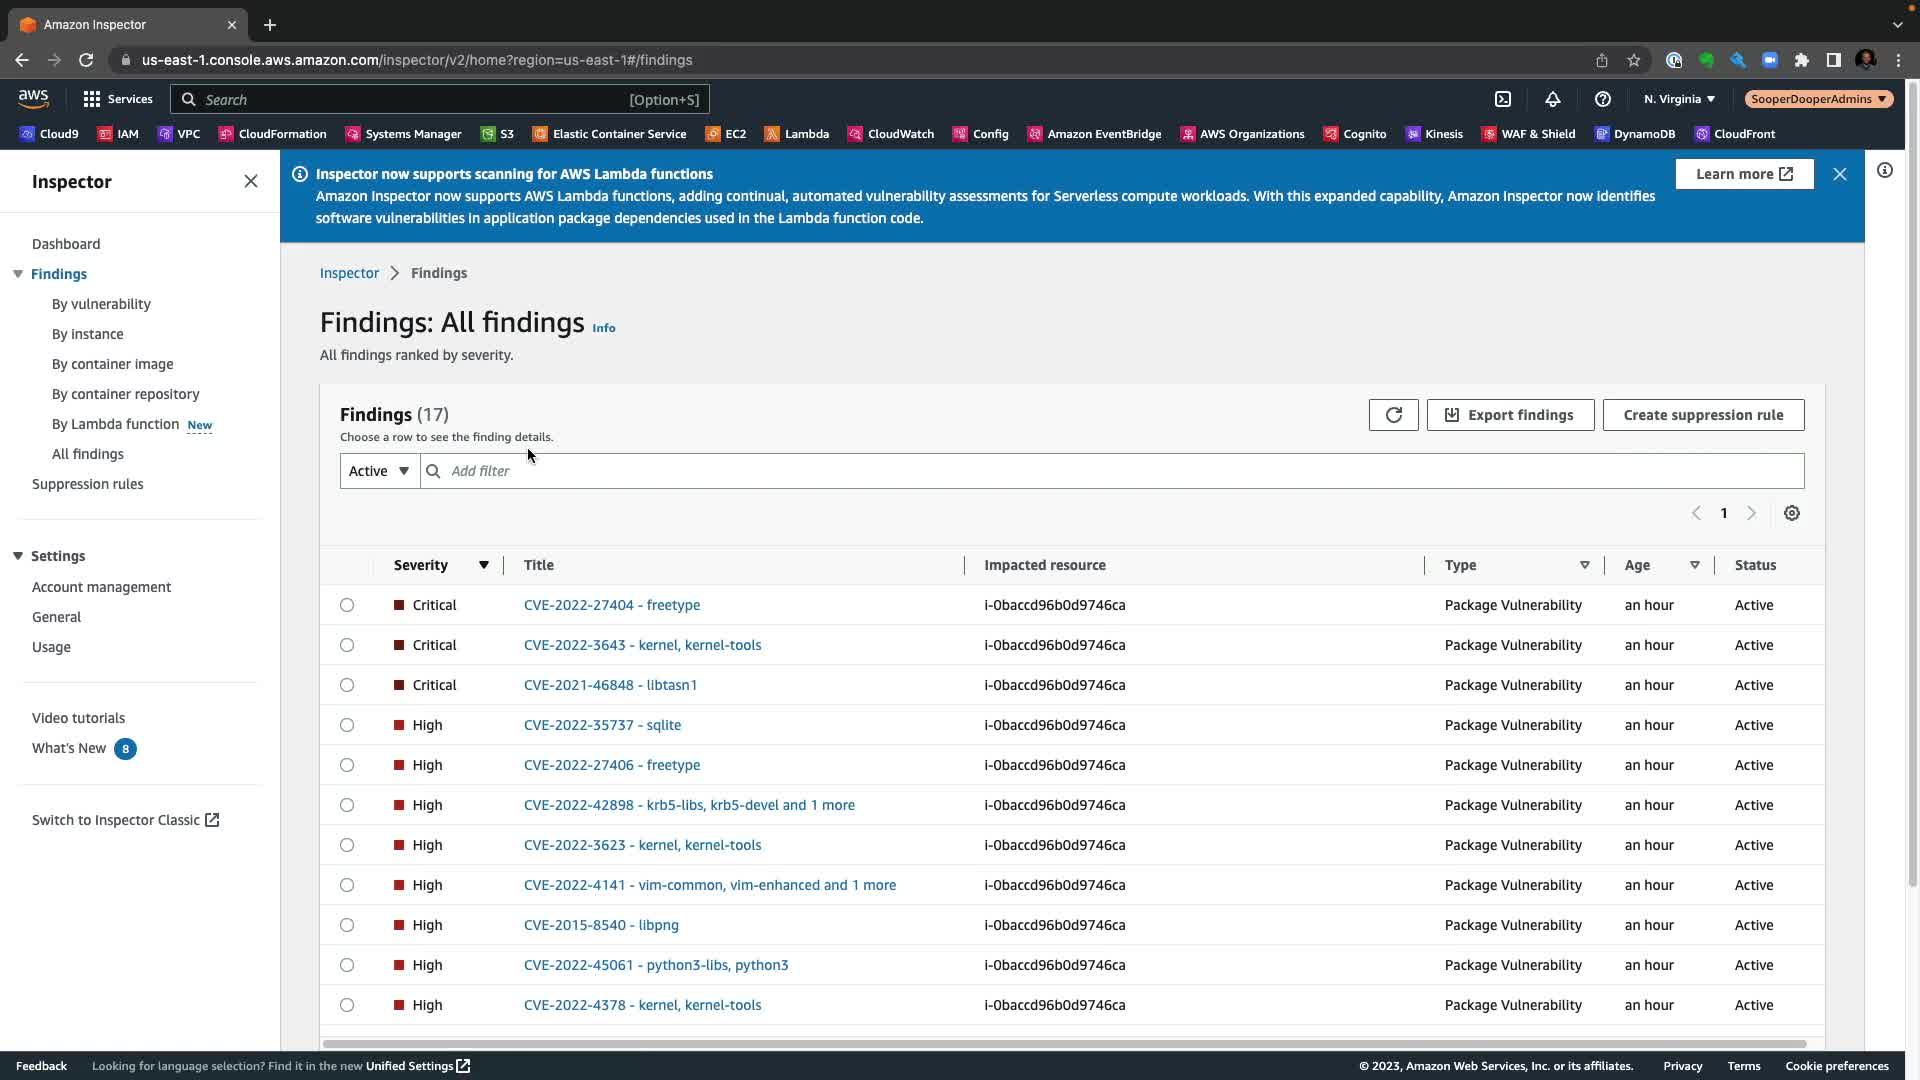 Amazon Inspector
us-east-1.console.aws.amazon.com/inspector/v2/home?region=us-east-1#/findings
aws Services Search [Option+S] N. Virginia SooperDooperAdmins
Cloud9 IAM VPC CloudFormation Systems Manager S3 Elastic Container Service EC2 Lambda CloudWatch Config Amazon EventBridge AWS Organizations Cognito Kinesis WAF & Shield DynamoDB CloudFront
Inspector
Dashboard
Findings
By vulnerability
By instance
By container image
By container repository
By Lambda function New
All findings
Suppression rules
Settings
Account management
General
Usage
Video tutorials
What's New 8
Switch to Inspector Classic
Inspector now supports scanning for AWS Lambda functions
Amazon Inspector now supports AWS Lambda functions, adding continual, automated vulnerability assessments for Serverless compute workloads. With this expanded capability, Amazon Inspector now identifies
software vulnerabilities in application package dependencies used in the Lambda function code.
Learn more
Inspector > Findings
Findings: All findings Info
All findings ranked by severity.
Findings (17)
Choose a row to see the finding details.
Export findings
Create suppression rule
Active Add filter
1
Severity Title Impacted resource Type Age Status
Critical CVE-2022-27404 - freetype i-0baccd96b0d9746ca Package Vulnerability an hour Active
Critical CVE-2022-3643 - kernel, kernel-tools i-0baccd96b0d9746ca Package Vulnerability an hour Active
Critical CVE-2021-46848 - libtasn1 i-0baccd96b0d9746ca Package Vulnerability an hour Active
High CVE-2022-35737 - sqlite i-0baccd96b0d9746ca Package Vulnerability an hour Active
High CVE-2022-27406 - freetype i-0baccd96b0d9746ca Package Vulnerability an hour Active
High CVE-2022-42898 - krb5-libs, krb5-devel and 1 more i-0baccd96b0d9746ca Package Vulnerability an hour Active
High CVE-2022-3623 - kernel, kernel-tools i-0baccd96b0d9746ca Package Vulnerability an hour Active
High CVE-2022-4141 - vim-common, vim-enhanced and 1 more i-0baccd96b0d9746ca Package Vulnerability an hour Active
High CVE-2015-8540 - libpng i-0baccd96b0d9746ca Package Vulnerability an hour Active
High CVE-2022-45061 - python3-libs, python3 i-0baccd96b0d9746ca Package Vulnerability an hour Active
High CVE-2022-4378 - kernel, kernel-tools i-0baccd96b0d9746ca Package Vulnerability an hour Active
Feedback Looking for language selection? Find it in the new Unified Settings © 2023, Amazon Web Services, Inc. or its affiliates. Privacy Terms Cookie preferences